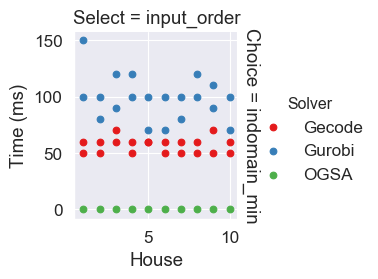 Select = input_order
Choice = indomain_min
Time (ms)
150
100
50
0
5
10
House
Solver
Gecode
Gurobi
OGSA